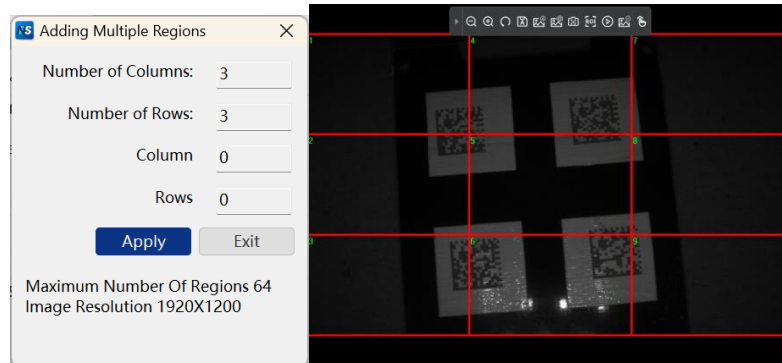 NS Adding Multiple Regions
Number of Columns: 3
Number of Rows: 3
Column 0
Rows 0
Apply Exit
Maximum Number Of Regions 64
Image Resolution 1920X1200
1 4 7
2 5 8
3 6 9